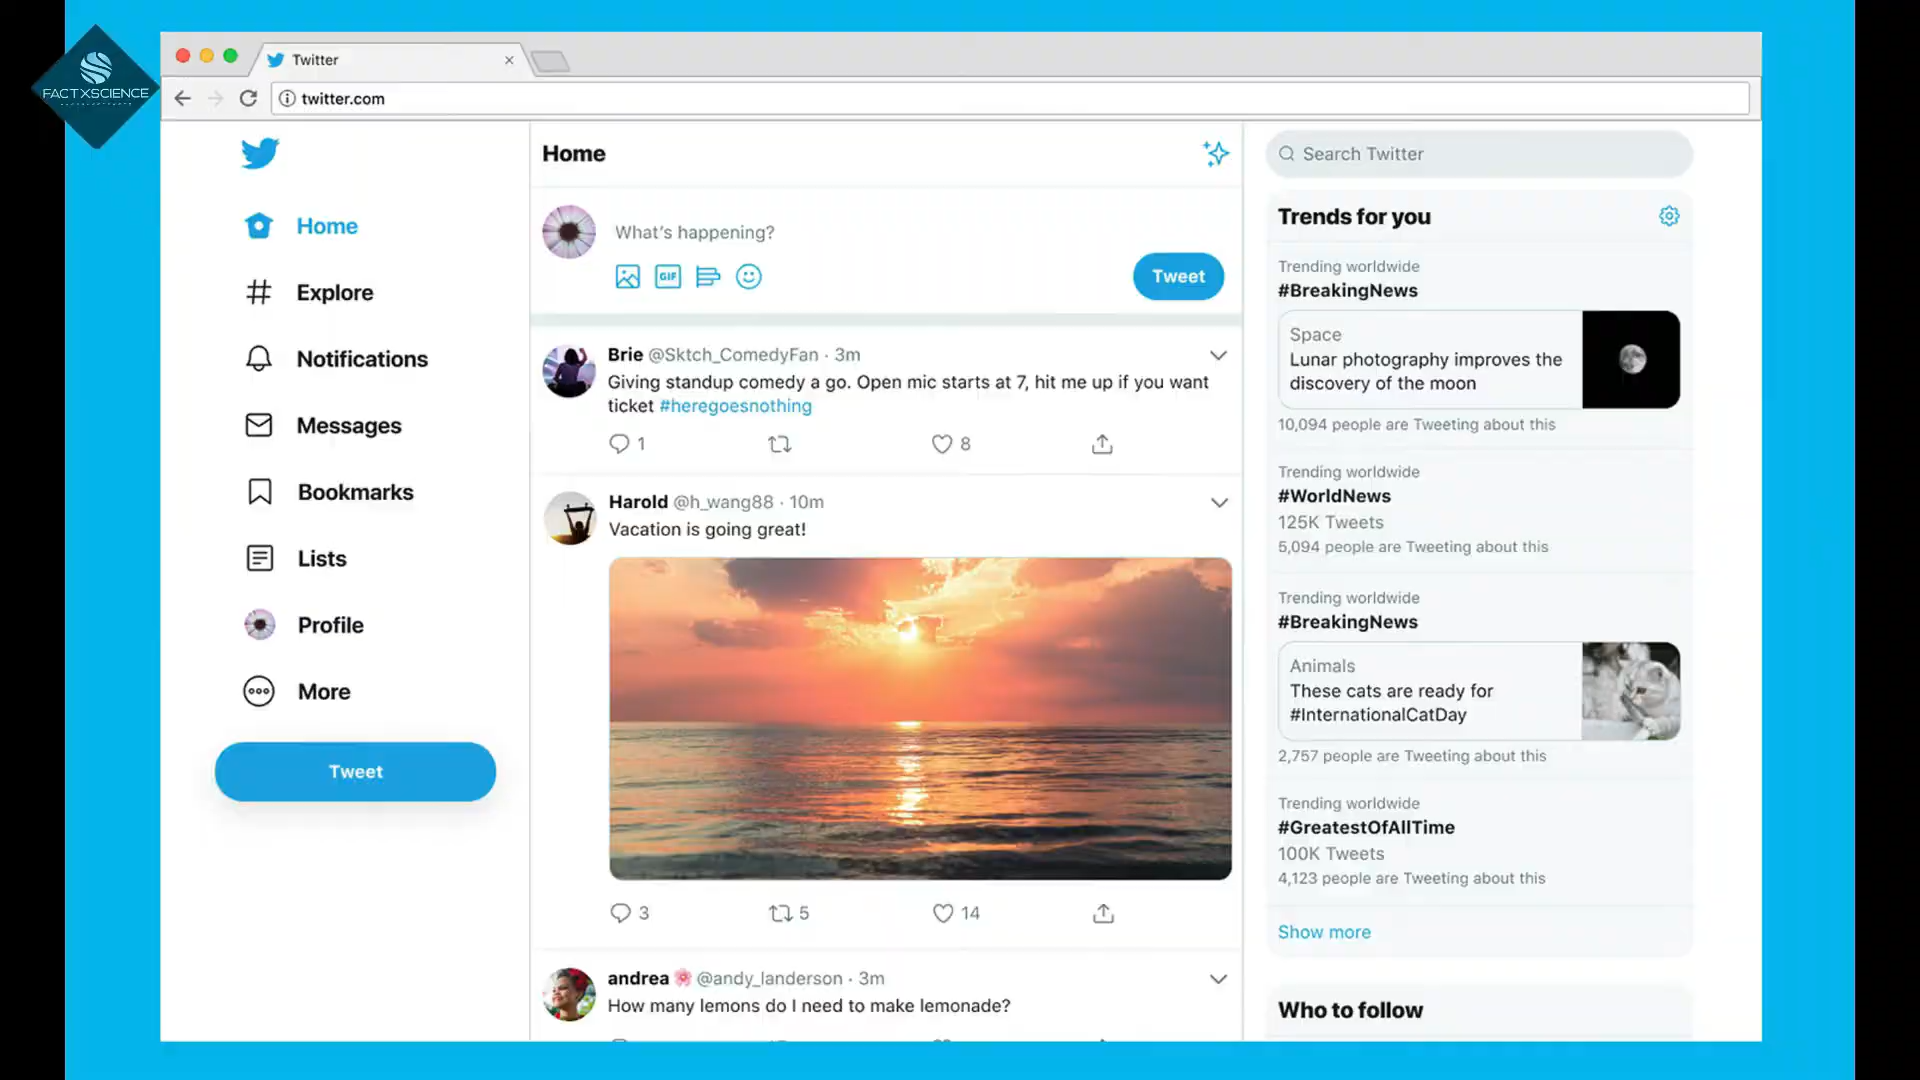 FACTXSCIENCE
Twitter
twitter.com
Home
Explore
Notifications
Messages
Bookmarks
Lists
Profile
More
Tweet
Home
What's happening?
GIF
Tweet
Brie @Sktch_ComedyFan · 3m
Giving standup comedy a go. Open mic starts at 7, hit me up if you want
ticket #heregoesnothing
1 8
Harold @h_wang88 · 10m
Vacation is going great!
3 5 14
andrea 🌸 @andy_landerson · 3m
How many lemons do I need to make lemonade?
Search Twitter
Trends for you
Trending worldwide
#BreakingNews
Space
Lunar photography improves the
discovery of the moon
10,094 people are Tweeting about this
Trending worldwide
#WorldNews
125K Tweets
5,094 people are Tweeting about this
Trending worldwide
#BreakingNews
Animals
These cats are ready for
#InternationalCatDay
2,757 people are Tweeting about this
Trending worldwide
#GreatestOfAllTime
100K Tweets
4,123 people are Tweeting about this
Show more
Who to follow